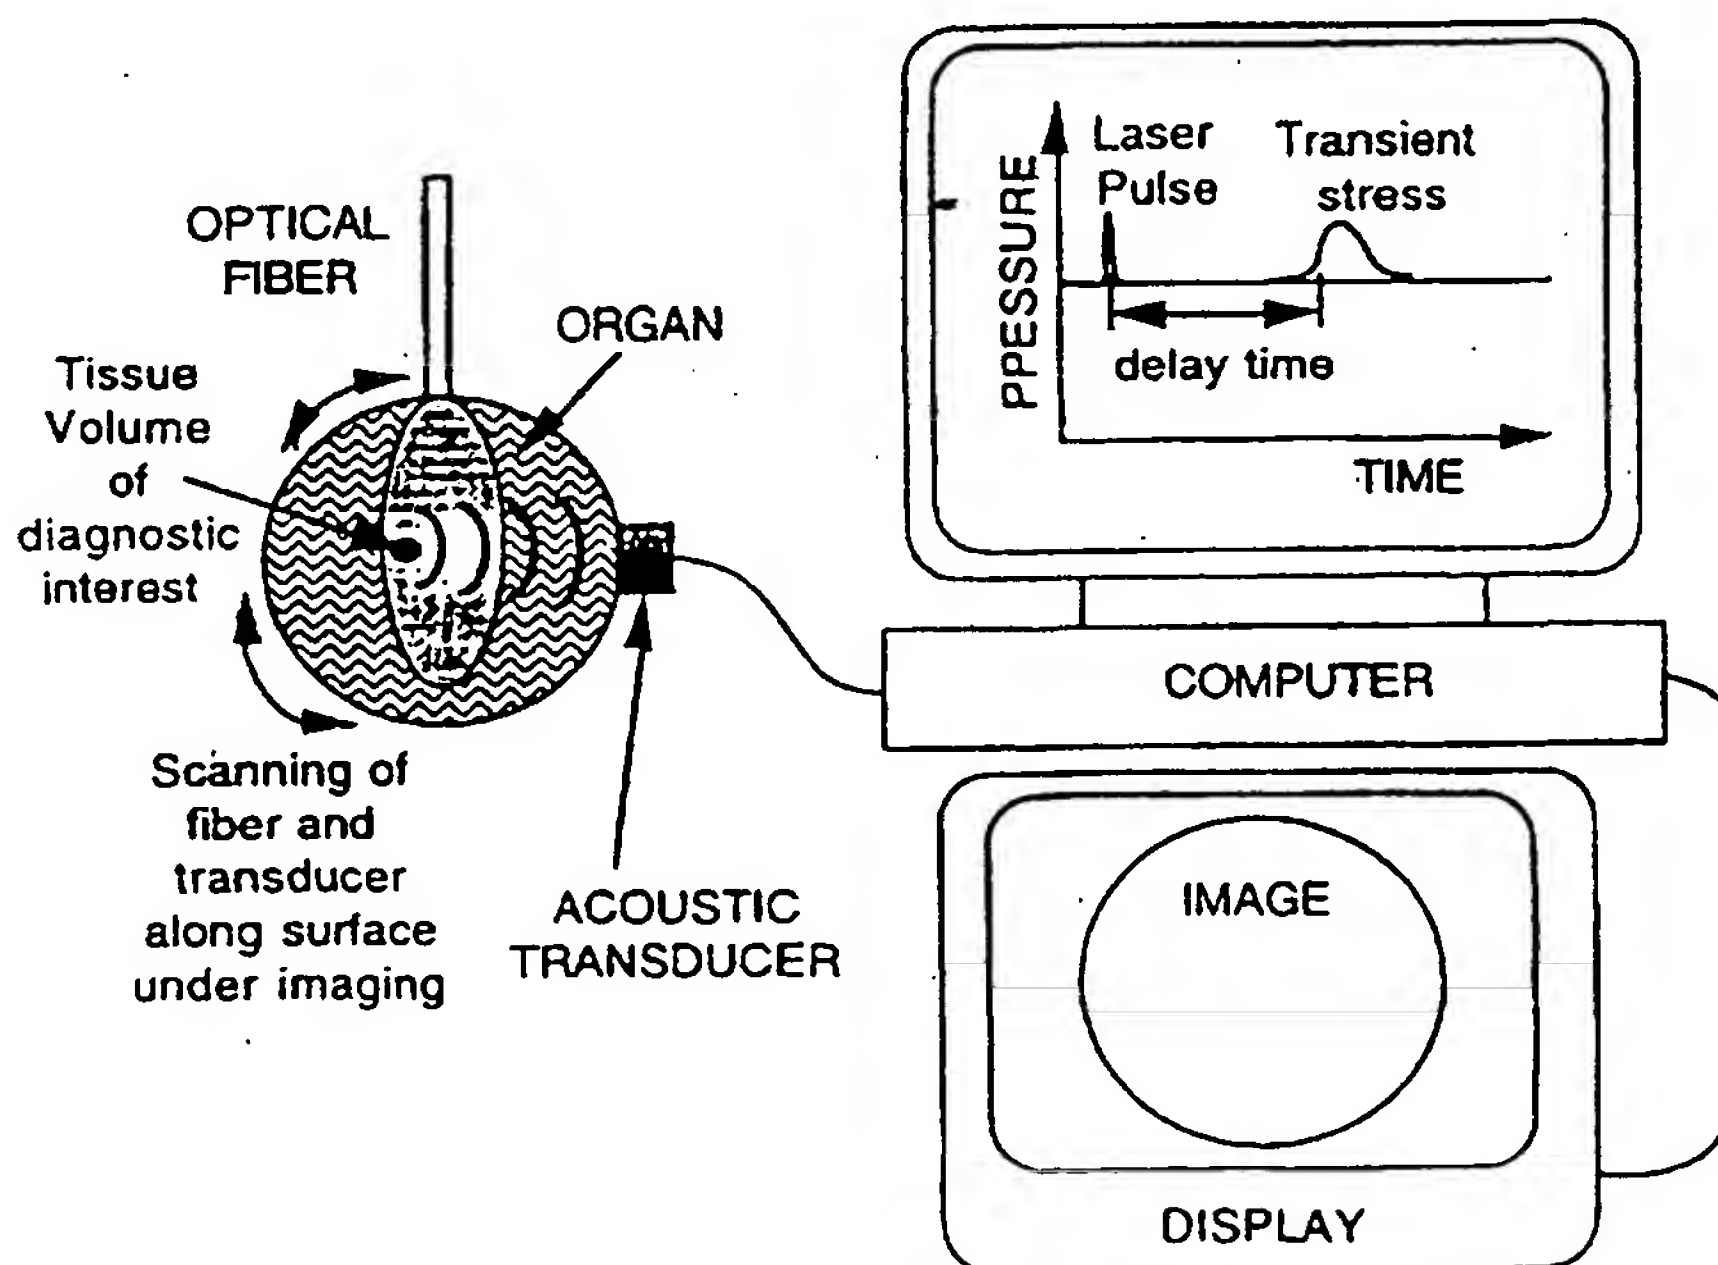 OPTICAL
FIBER
ORGAN
Tissue
Volume
of
diagnostic
interest
Scanning of
fiber and
transducer
along surface
under imaging
ACOUSTIC
TRANSDUCER
PPESSURE
Laser
Pulse
Transient
stress
delay time
TIME
COMPUTER
IMAGE
DISPLAY